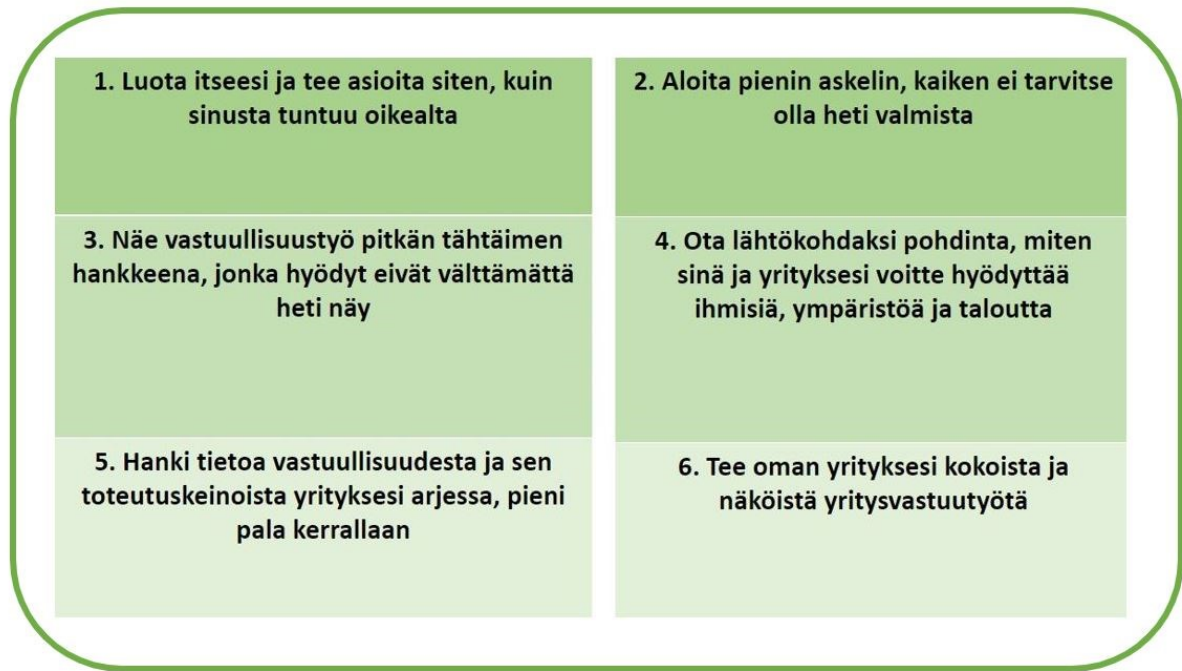 1. Luota itseesi ja tee asioita siten, kuin
sinusta tuntuu oikealta
2. Aloita pienin askelin, kaiken ei tarvitse
olla heti valmista
3. Näe vastuullisuustyö pitkän tähtäimen
hankkeena, jonka hyödyt eivät välttämättä
heti näy
4. Ota lähtökohdaksi pohdinta, miten
sinä ja yrityksesi voitte hyödyttää
ihmisiä, ympäristöä ja taloutta
5. Hanki tietoa vastuullisuudesta ja sen
toteutuskeinoista yrityksesi arjessa, pieni
pala kerrallaan
6. Tee oman yrityksesi kokoista ja
näköistä yritysvastuutyötä